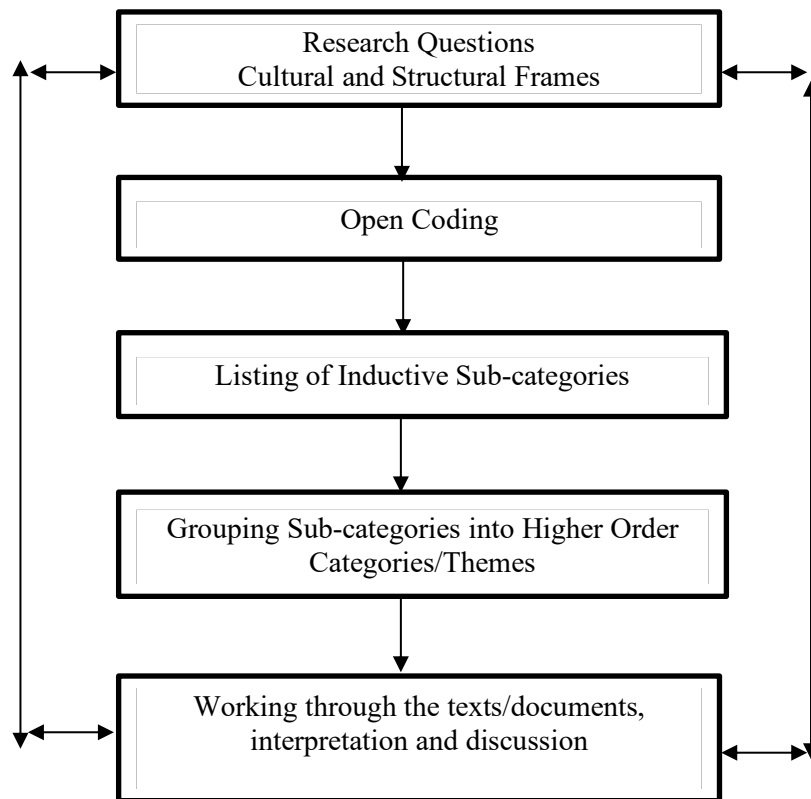 Research Questions
Cultural and Structural Frames
Open Coding
Listing of Inductive Sub-categories
Grouping Sub-categories into Higher Order
Categories/Themes
Working through the texts/documents,
interpretation and discussion